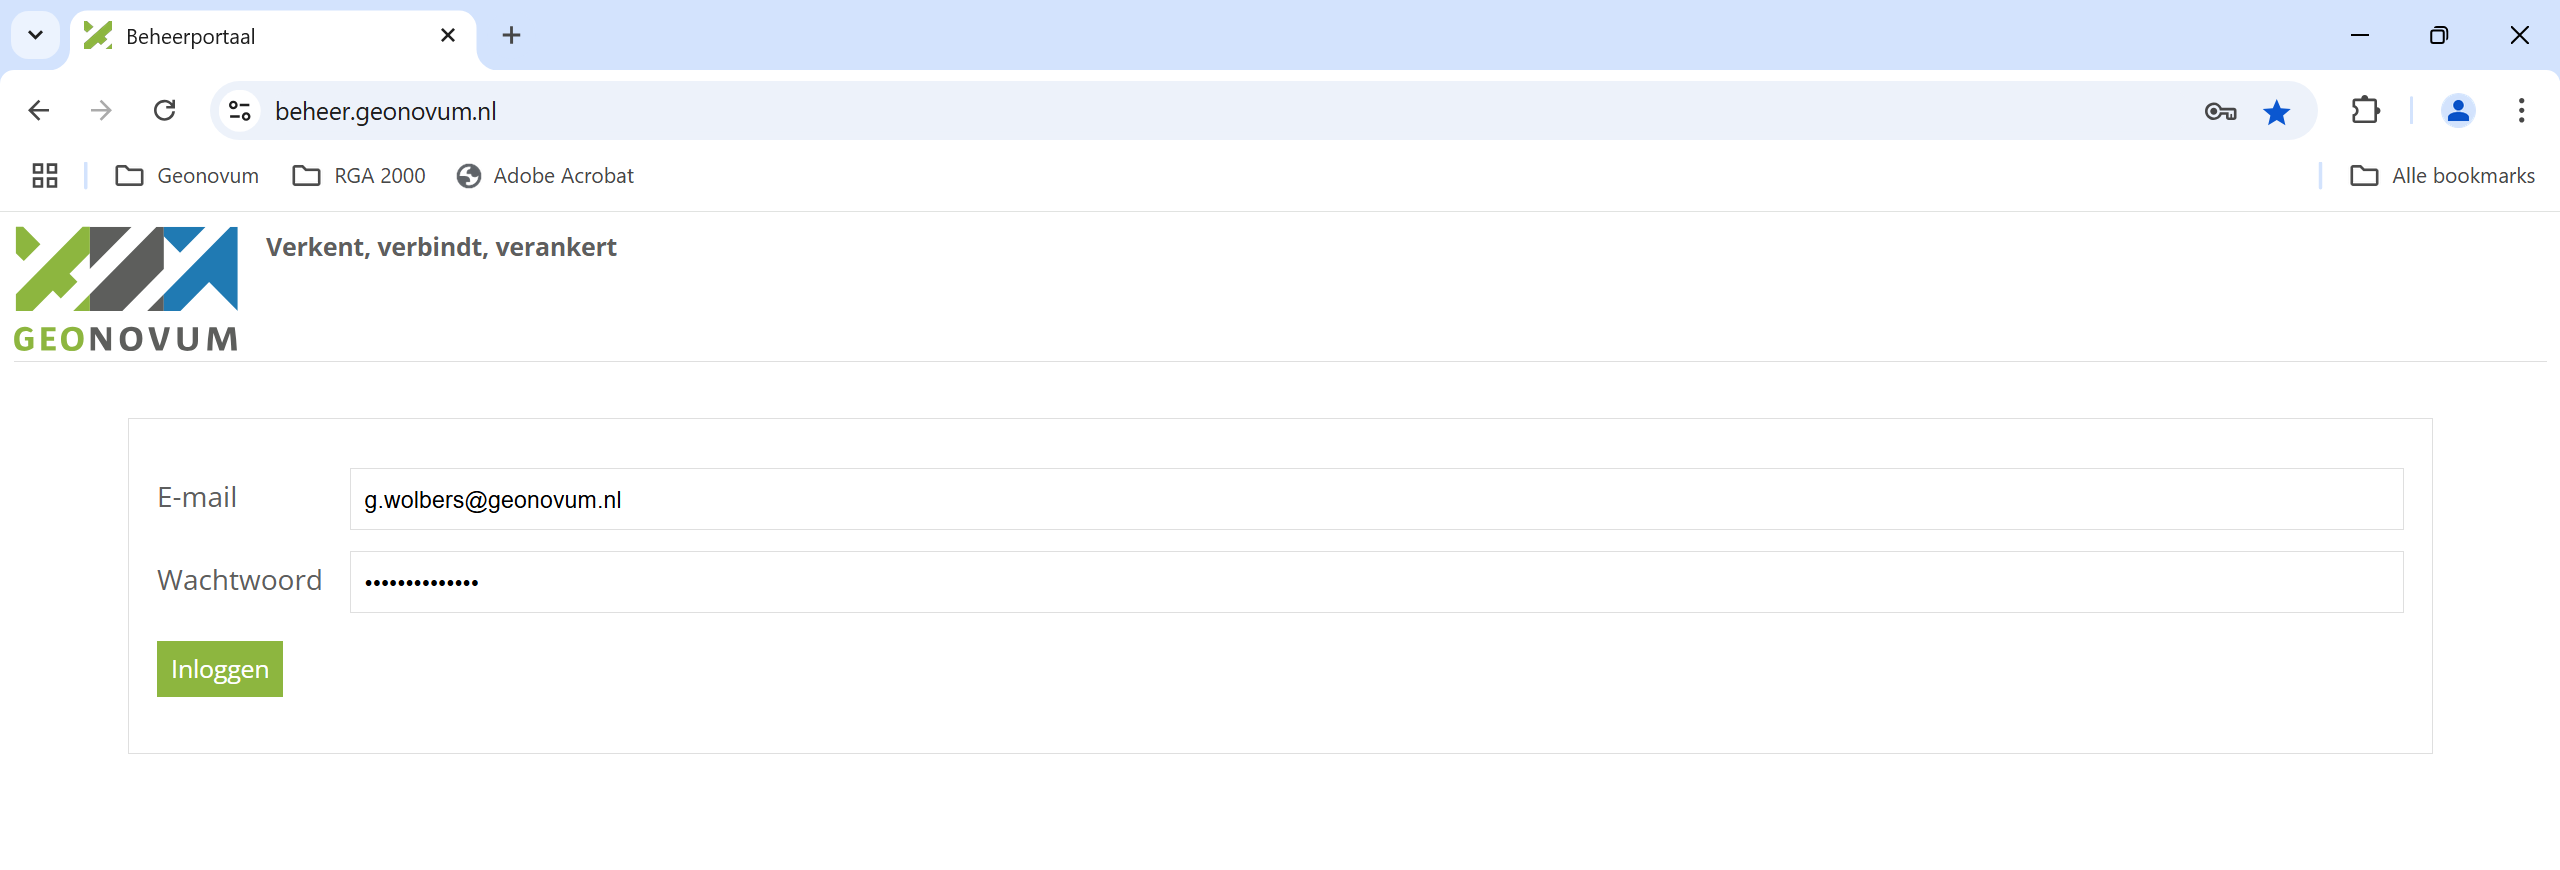 Beheerportaal
beheer.geonovum.nl
Geonovum RGA 2000 Adobe Acrobat Alle bookmarks
Verkent, verbindt, verankert
GEONOVUM
E-mail g.wolbers@geonovum.nl
Wachtwoord ••••••••••••••
Inloggen